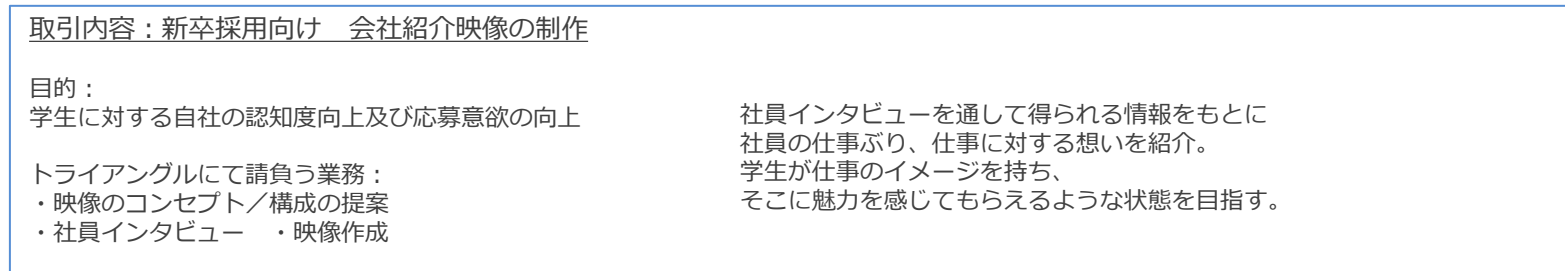 取引内容：新卒採用向け　会社紹介映像の制作
目的：
学生に対する自社の認知度向上及び応募意欲の向上
トライアングルにて請負う業務：
・映像のコンセプト／構成の提案
・社員インタビュー　・映像作成
社員インタビューを通して得られる情報をもとに
社員の仕事ぶり、仕事に対する想いを紹介。
学生が仕事のイメージを持ち、
そこに魅力を感じてもらえるような状態を目指す。